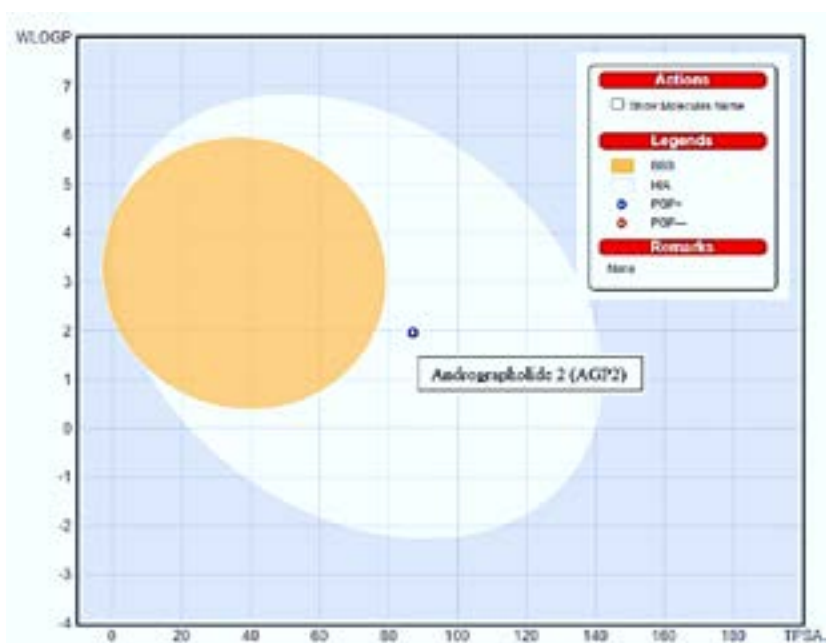 WLOGP
7
6
5
4
3
2
1
0
-1
-2
-3
-4
0 20 40 60 80 100 120 140 160 180 TPSA
Actions
Show Molecules Name
Legends
BBB
HIA
PGP+
PGP—
Remarks
None
Andrographolide 2 (AGP2)